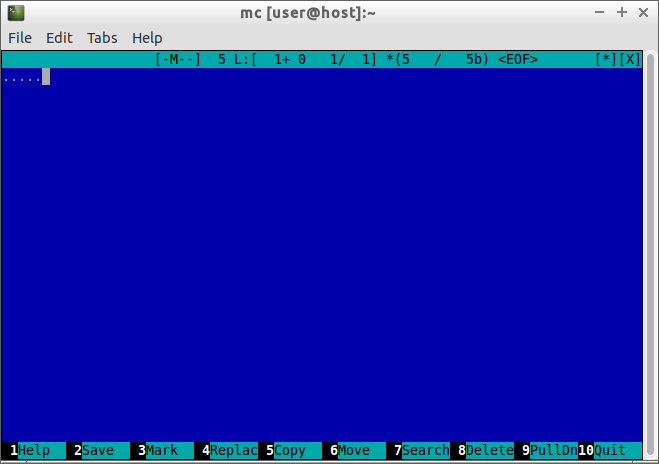 mc [user@host]:~
File Edit Tabs Help
[-M--]  5 L:[  1+ 0   1/  1] *(5   /   5b) <EOF>       [*][X]
.....
1Help 2Save 3Mark 4Replac 5Copy 6Move 7Search 8Delete 9PullDn 10Quit